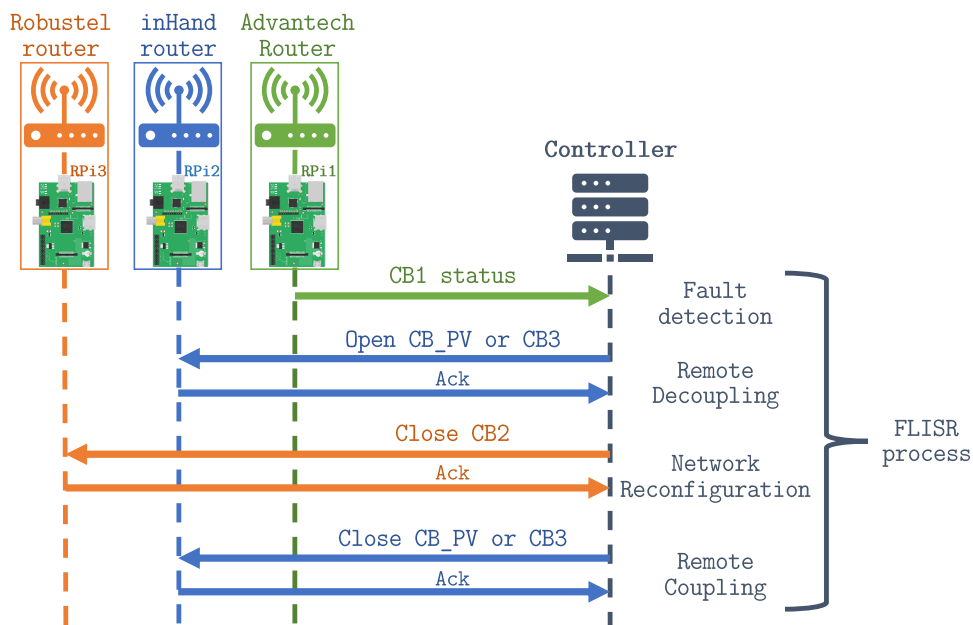 Robustel
router
inHand
router
Advantech
Router
RPi3
RPi2
RPi1
Controller
CB1 status
Fault
detection
Open CB_PV or CB3
Ack
Remote
Decoupling
Close CB2
Ack
Network
Reconfiguration
Close CB_PV or CB3
Ack
Remote
Coupling
FLISR
process